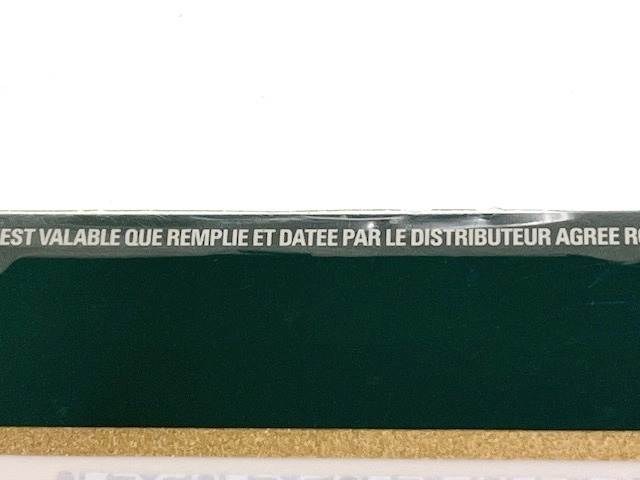 EST VALABLE QUE REMPLIE ET DATEE PAR LE DISTRIBUTEUR AGREE